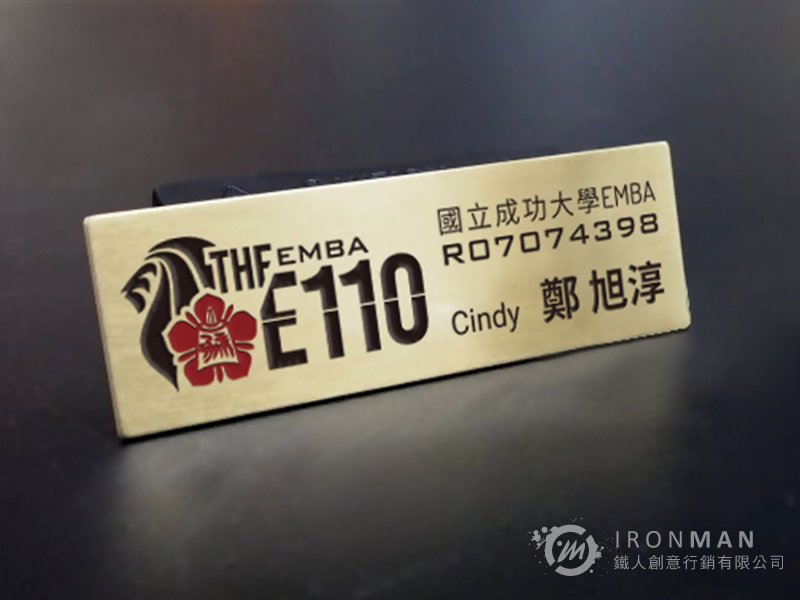 THE EMBA
E110
國立成功大學EMBA
R07074398
Cindy 鄭旭淳
IRONMAN
鐵人創意行銷有限公司